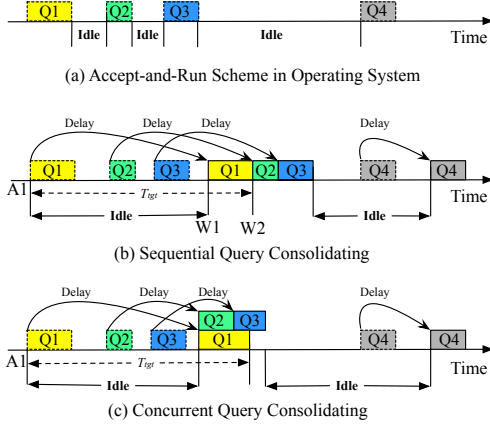 Q1 Q2 Q3 Q4
Idle Idle Idle Time
(a) Accept-and-Run Scheme in Operating System
Delay Delay Delay Delay
Q1 Q2 Q3 Q1 Q2 Q3 Q4 Q4
A1 Ttgt Time
Idle W1 W2 Idle
(b) Sequential Query Consolidating
Delay Delay Delay Delay
Q2 Q3
Q1 Q2 Q3 Q1 Q4 Q4
A1 Ttgt Time
Idle Idle
(c) Concurrent Query Consolidating